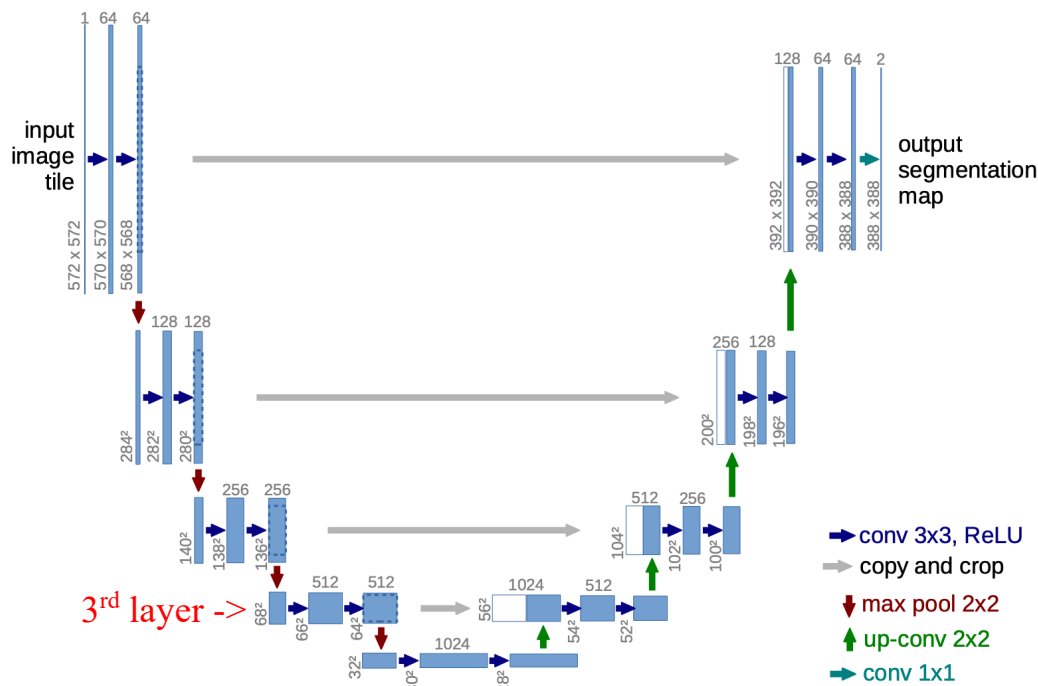 1 64 64
128 64 64 2
input
image
tile
output
segmentation
map
572 x 572
570 x 570
568 x 568
392 x 392
390 x 390
388 x 388
388 x 388
128 128
256 128
284²
282²
280²
200²
198²
196²
256 256
512 256
140²
138²
136²
104²
102²
100²
3rd layer ->
512 512
1024 512
68²
66²
64²
56²
54²
52²
1024
32²
conv 3x3, ReLU
copy and crop
max pool 2x2
up-conv 2x2
conv 1x1